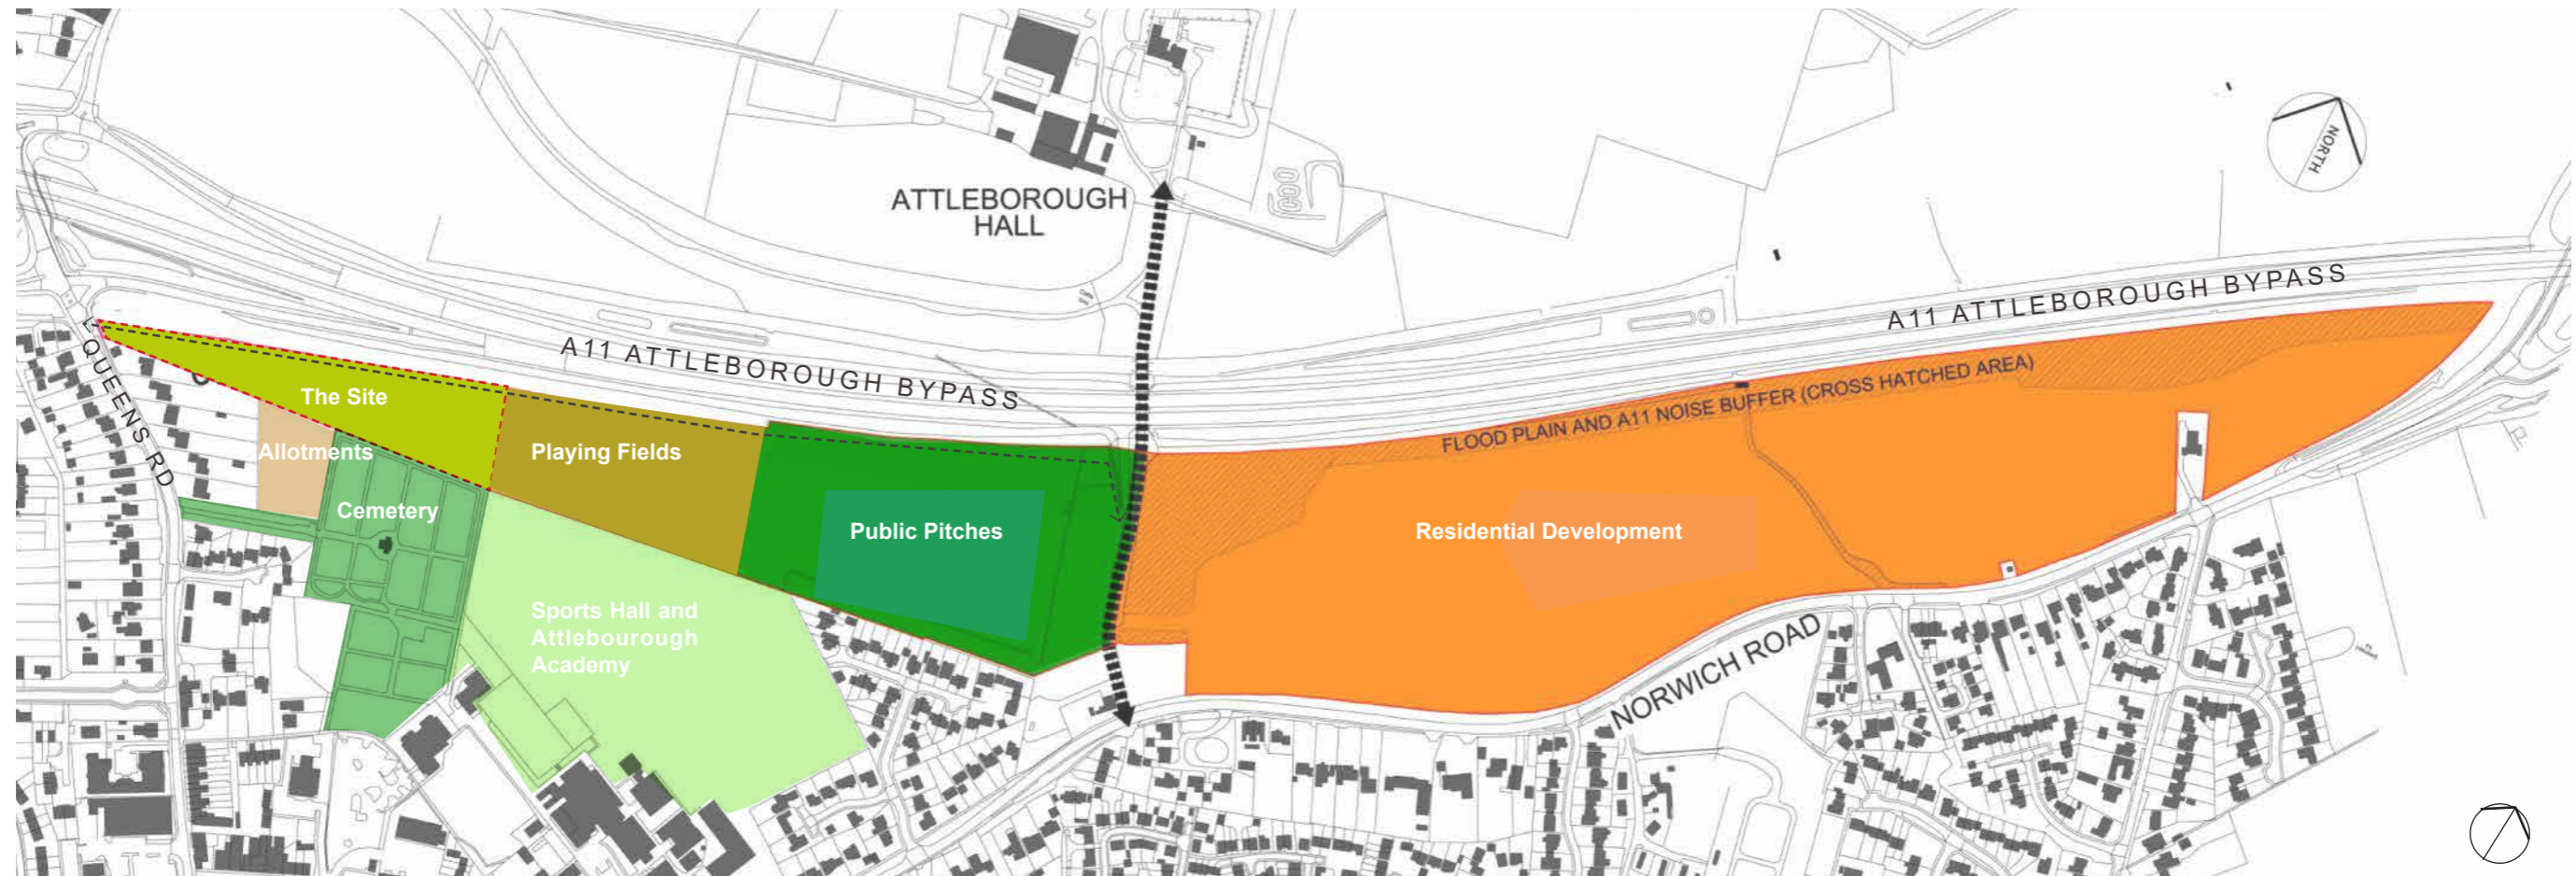 ATTLEBOROUGH
HALL
NORTH
A11 ATTLEBOROUGH BYPASS
A11 ATTLEBOROUGH BYPASS
QUEENS RD
The Site
Allotments
Cemetery
Playing Fields
Public Pitches
FLOOD PLAIN AND A11 NOISE BUFFER (CROSS HATCHED AREA)
Residential Development
Sports Hall and
Attlebourough
Academy
NORWICH ROAD